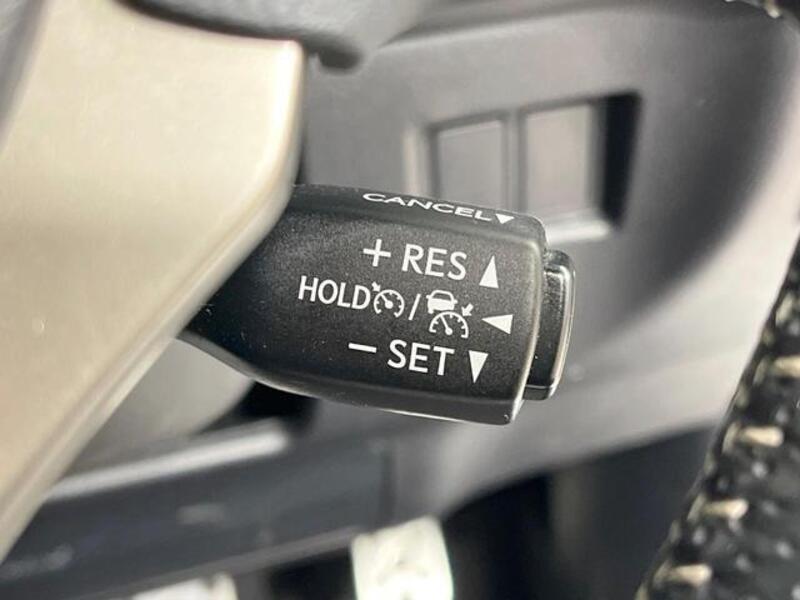 CANCEL▼
+ RES ▲
HOLD / ◀
− SET ▼